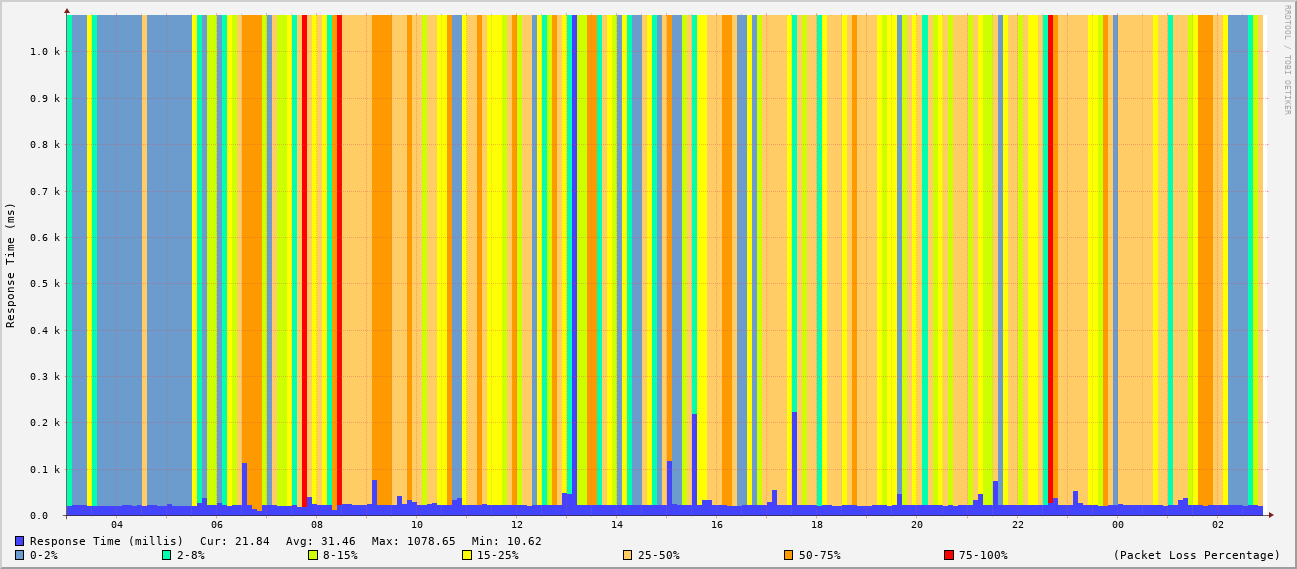 RRDTOOL / TOBI OETIKER
Response Time (ms)
1.0 k
0.9 k
0.8 k
0.7 k
0.6 k
0.5 k
0.4 k
0.3 k
0.2 k
0.1 k
0.0
04 06 08 10 12 14 16 18 20 22 00 02
Response Time (millis) Cur: 21.84 Avg: 31.46 Max: 1078.65 Min: 10.62
0-2% 2-8% 8-15% 15-25% 25-50% 50-75% 75-100% (Packet Loss Percentage)